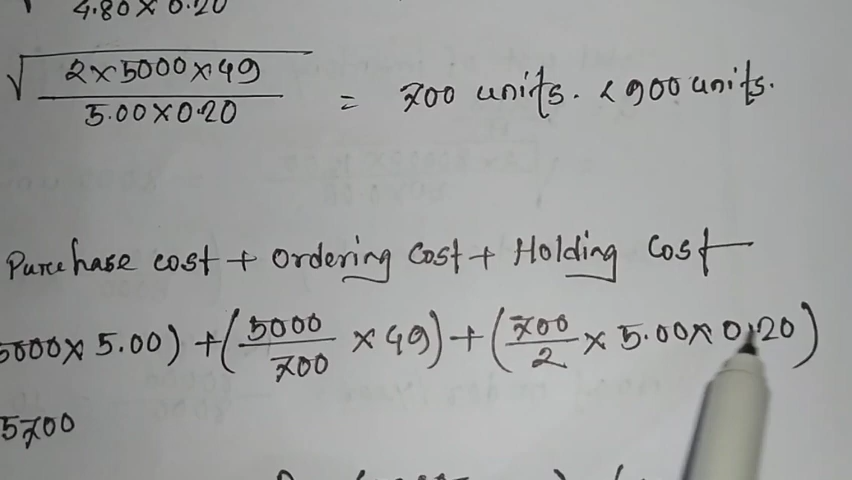 4.80 × 0.20
√(2×5000×49 / 5.00×0.20) = 700 units. < 900 units.
Purchase cost + ordering cost + Holding cost
5000 × 5.00) + (5000/700 × 49) + (700/2 × 5.00 × 0.20)
5700